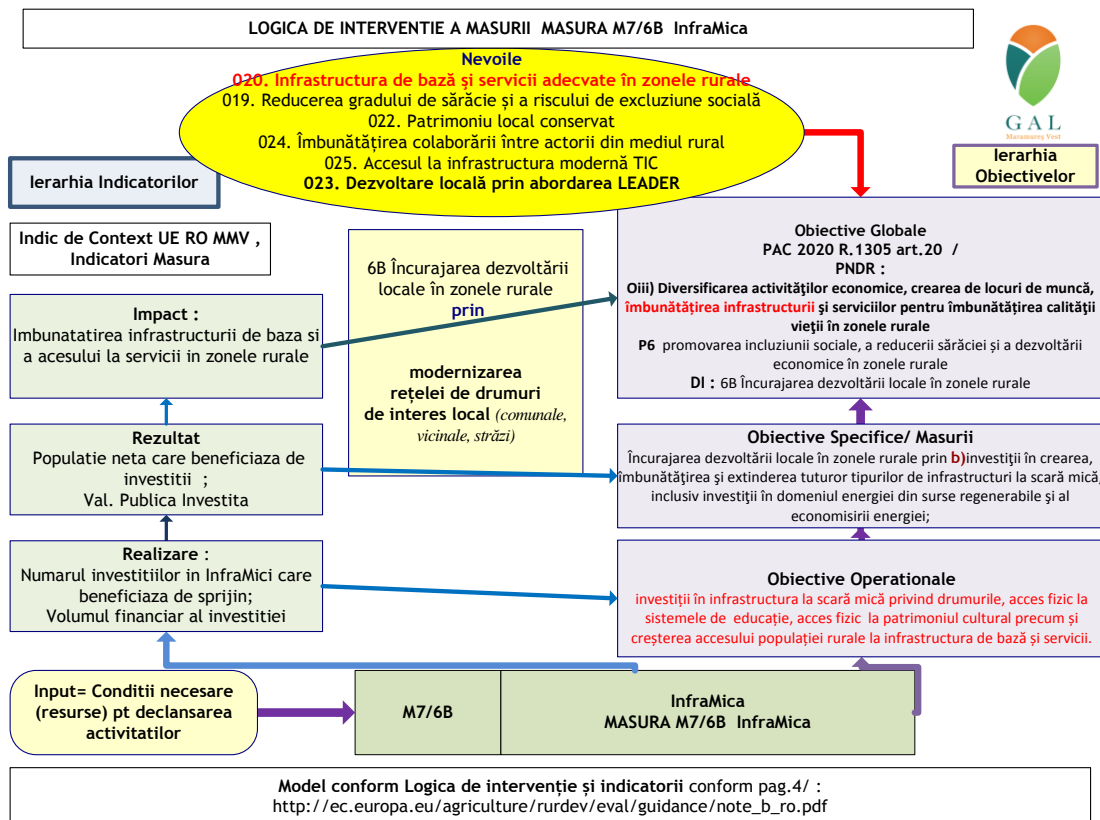 LOGICA DE INTERVENTIE A MASURII MASURA M7/6B InfraMica
Nevoile
020. Infrastructura de bază și servicii adecvate în zonele rurale
019. Reducerea gradului de sărăcie și a riscului de excluziune socială
022. Patrimoniu local conservat
024. Îmbunătățirea colaborării între actorii din mediul rural
025. Accesul la infrastructura modernă TIC
023. Dezvoltare locală prin abordarea LEADER
GAL
Maramureș Vest
Ierarhia Indicatorilor
Ierarhia
Obiectivelor
Indic de Context UE RO MMV ,
Indicatori Masura
6B Încurajarea dezvoltării
locale în zonele rurale
prin
modernizarea
rețelei de drumuri
de interes local (comunale,
vicinale, străzi)
Obiective Globale
PAC 2020 R.1305 art.20 /
PNDR :
Oiii) Diversificarea activităţilor economice, crearea de locuri de muncă,
îmbunătăţirea infrastructurii şi serviciilor pentru îmbunătăţirea calităţii
vieţii în zonele rurale
P6 promovarea incluziunii sociale, a reducerii sărăciei și a dezvoltării
economice în zonele rurale
DI : 6B Încurajarea dezvoltării locale în zonele rurale
Impact :
Imbunatatirea infrastructurii de baza si
a acesului la servicii in zonele rurale
Rezultat
Populatie neta care beneficiaza de
investitii ;
Val. Publica Investita
Obiective Specifice/ Masurii
Încurajarea dezvoltării locale în zonele rurale prin b)investiţii în crearea,
îmbunătăţirea şi extinderea tuturor tipurilor de infrastructuri la scară mică,
inclusiv investiţii în domeniul energiei din surse regenerabile şi al
economisirii energiei;
Realizare :
Numarul investitiilor in InfraMici care
beneficiaza de sprijin;
Volumul financiar al investitiei
Obiective Operationale
investiții în infrastructura la scară mică privind drumurile, acces fizic la
sistemele de educație, acces fizic la patrimoniul cultural precum și
creșterea accesului populației rurale la infrastructura de bază și servicii.
Input= Conditii necesare
(resurse) pt declansarea
activitatilor
M7/6B
InfraMica
MASURA M7/6B InfraMica
Model conform Logica de intervenție și indicatorii conform pag.4/ :
http://ec.europa.eu/agriculture/rurdev/eval/guidance/note_b_ro.pdf